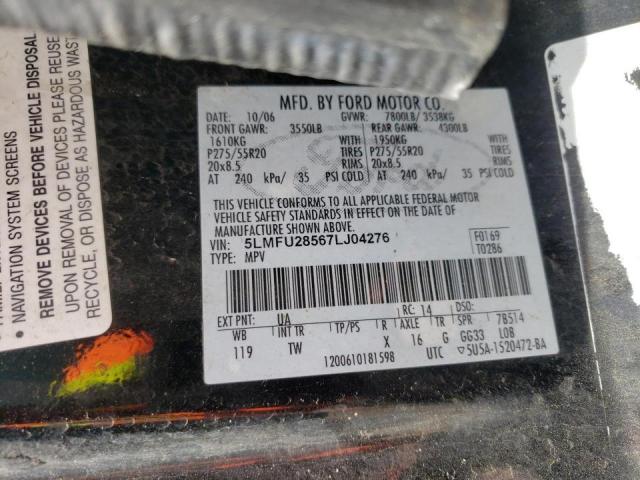 • NAVIGATION SYSTEM SCREENS
REMOVE DEVICES BEFORE VEHICLE DISPOSAL
UPON REMOVAL OF DEVICES PLEASE REUSE,
RECYCLE, OR DISPOSE AS HAZARDOUS WASTE
MFD. BY FORD MOTOR CO.
DATE: 10/06 GVWR: 7800LB/ 3538KG
FRONT GAWR: 3550LB REAR GAWR: 4300LB
1610KG 1950KG
P275/55R20 TIRES P275/55R20 TIRES
20x8.5 RIMS 20x8.5 RIMS
AT 240 kPa/ 35 PSI COLD AT 240 kPa/ 35 PSI COLD
THIS VEHICLE CONFORMS TO ALL APPLICABLE FEDERAL MOTOR
VEHICLE SAFETY STANDARDS IN EFFECT ON THE DATE OF
MANUFACTURE SHOWN ABOVE.
VIN: 5LMFU28567LJ04276 F0169
TYPE: MPV T0286
EXT PNT: UA RC: 14 DSO:
WB INT TR TP/PS R AXLE TR SPR 7B514
119 TW X 16 G GG33 L08
1200610181598 UTC ▽5U5A-1520472-BA